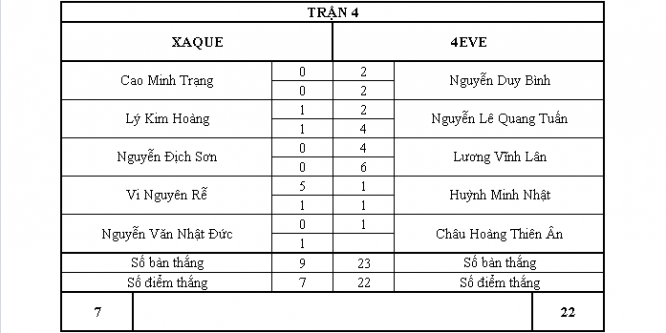 TRẬN 4
XAQUE 4EVE
Cao Minh Trạng 0 2 Nguyễn Duy Bình
0 2
Lý Kim Hoàng 1 2 Nguyễn Lê Quang Tuấn
1 4
Nguyễn Địch Sơn 0 4 Lương Vĩnh Lân
0 6
Vi Nguyên Rễ 5 1 Huỳnh Minh Nhật
1 1
Nguyễn Văn Nhật Đức 0 1 Châu Hoàng Thiên Ân
1
Số bàn thắng 9 23 Số bàn thắng
Số điểm thắng 7 22 Số điểm thắng
7 22